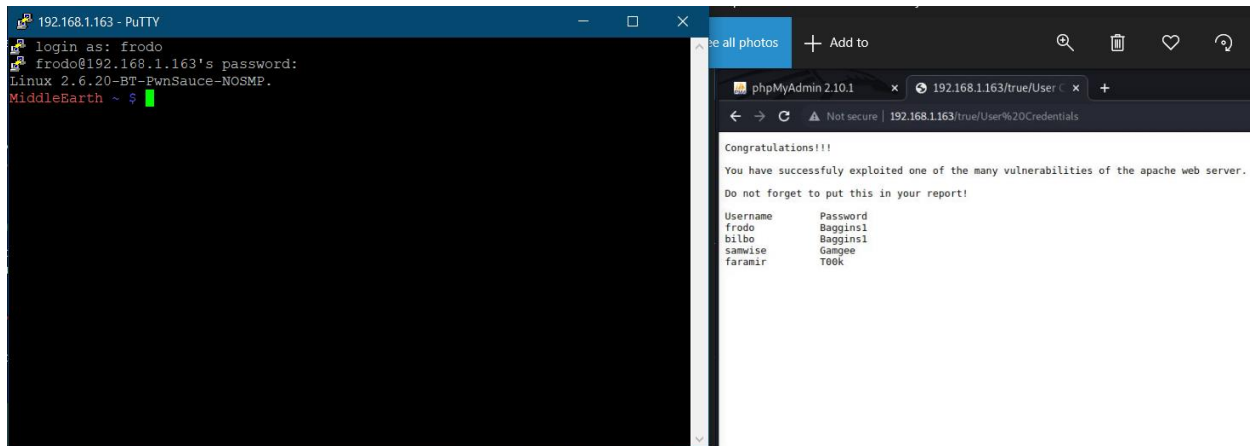 192.168.1.163 - PuTTY
login as: frodo
frodo@192.168.1.163's password:
Linux 2.6.20-BT-PwnSauce-NOSMP.
MiddleEarth ~ $
all photos
+ Add to
phpMyAdmin 2.10.1
192.168.1.163/true/User
Not secure | 192.168.1.163/true/User%20Credentials
Congratulations!!!
You have successfuly exploited one of the many vulnerabilities of the apache web server.
Do not forget to put this in your report!
Username Password
frodo Baggins1
bilbo Baggins1
samwise Gamgee
faramir T00k